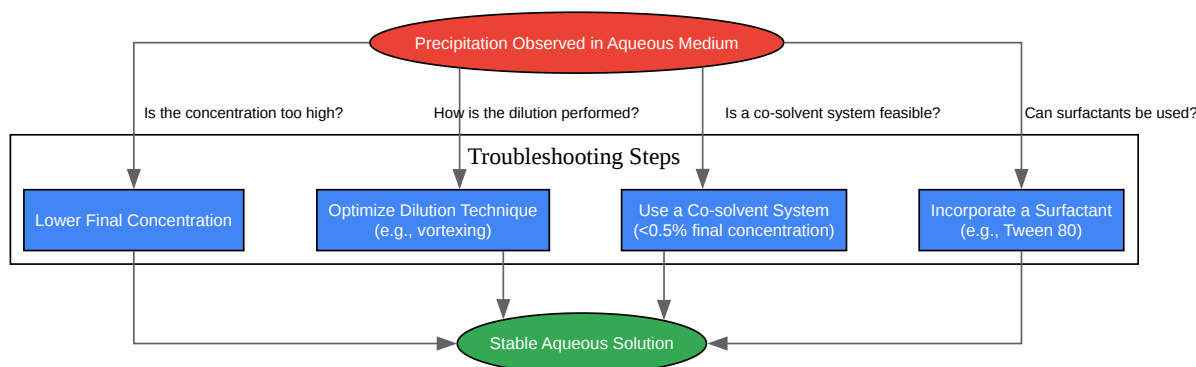 Precipitation Observed in Aqueous Medium
Is the concentration too high?
How is the dilution performed?
Is a co-solvent system feasible?
Can surfactants be used?
Troubleshooting Steps
Lower Final Concentration
Optimize Dilution Technique
(e.g., vortexing)
Use a Co-solvent System
(<0.5% final concentration)
Incorporate a Surfactant
(e.g., Tween 80)
Stable Aqueous Solution